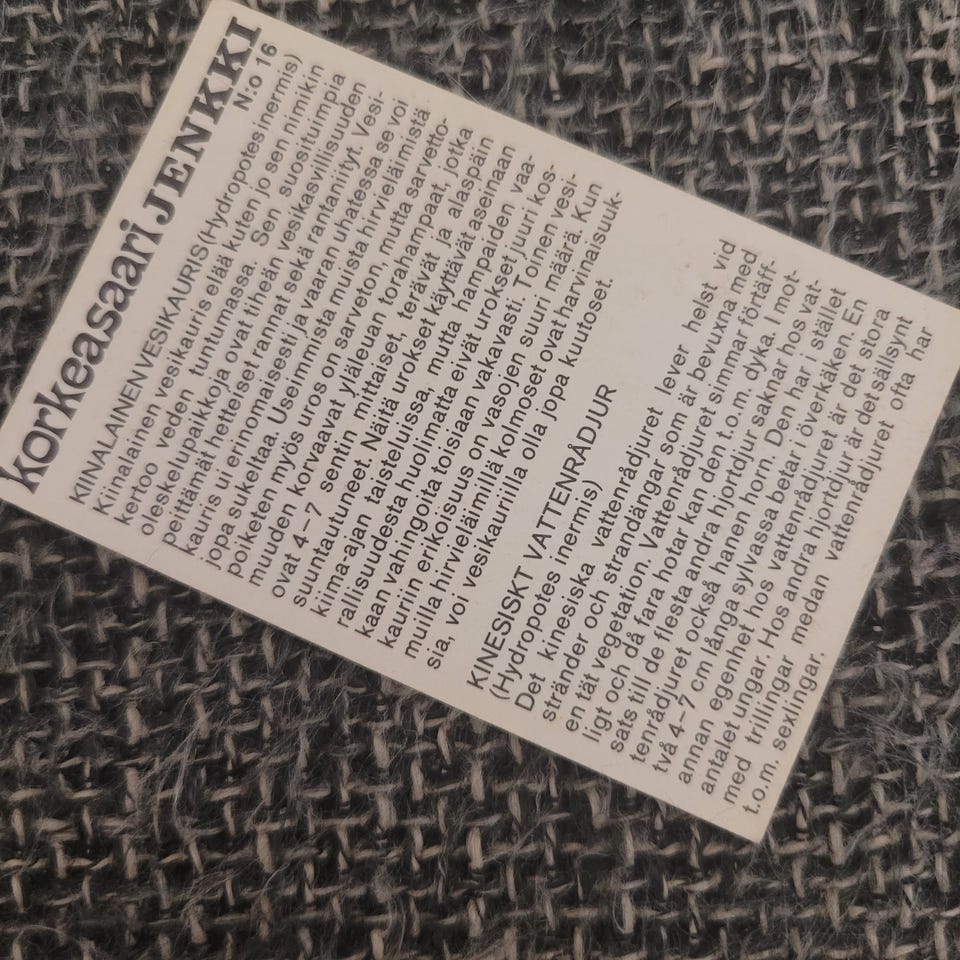 korkeasaari JENKKI
N:o 16
KIINALAINENVESIKAURIS(Hydropotesinermis)
Kiinalainen vesikauris elää kuten jo sen nimikin
kertoo veden tuntumassa. Sen suosituimpia
oleskelupaikkoja ovat tiheän vesikasvillisuuden
peittämät hetteiset rannat sekä rantaniityt. Vesi-
kauris ui erinomaisesti ja vaaran uhatessa se voi
jopa sukeltaa. Useimmista muista hirvieläimistä
poiketen myös uros on sarveton, mutta sarvetto-
muuden korvaavat yläleuan torahampaat, jotka
ovat 4–7 sentin mittaiset, terävät ja alaspäin
suuntautuneet. Näitä urokset käyttävät aseinaan
kiima-ajan taisteluissa, mutta hampaiden vaa-
rallisuudesta huolimatta eivät urokset juuri kos-
kaan vahingoita toisiaan vakavasti. Toinen vesi-
kauriin erikoisuus on vasojen suuri määrä. Kun
muilla hirvieläimillä kolmoset ovat harvinaisuuk-
sia, voi vesikauriilla olla jopa kuutoset.
KINESISKT VATTENRÅDJUR
(Hydropotes inermis)
Det kinesiska vattenrådjuret lever helst vid
stränder och strandängar som är bevuxna med
en tät vegetation. Vattenrådjuret simmar förtäff-
ligt och då fara hotar kan den t.o.m. dyka. I mot-
sats till de flesta andra hjortdjur saknar hos vat-
tenrådjuret också hanen horn. Den har i stället
två 4–7 cm långa sylvassa betar i överkäken. En
annan egenhet hos vattenrådjuret är det stora
antalet ungar. Hos andra hjortdjur är det sällsynt
med trillingar, medan vattenrådjuret ofta har
t.o.m. sexlingar.